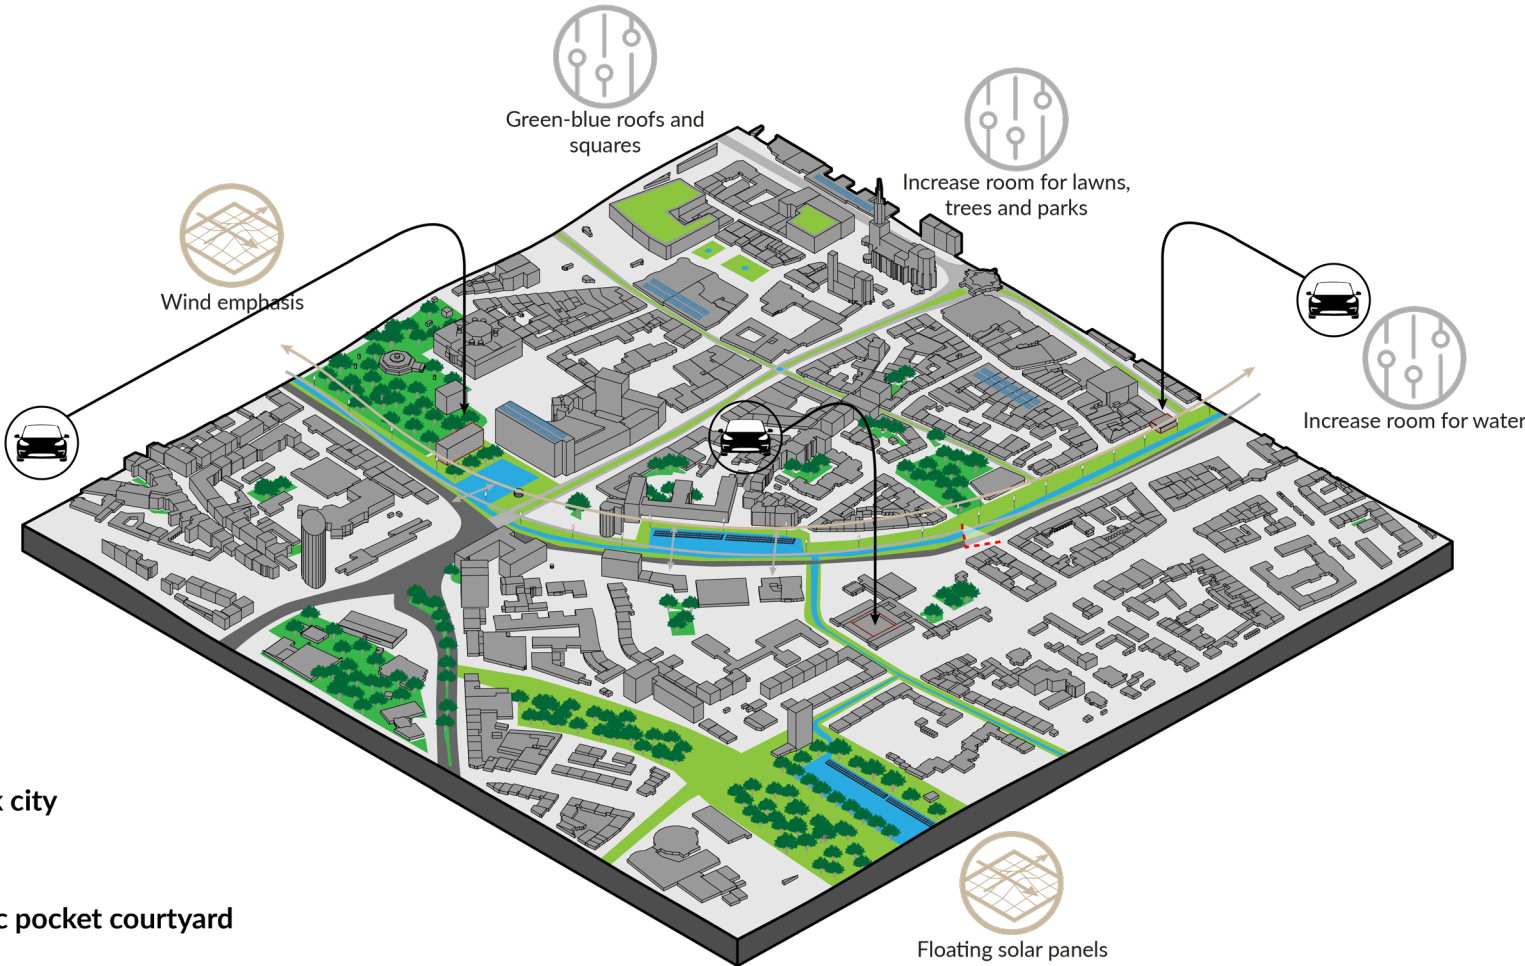 Green-blue roofs and
squares
Increase room for lawns,
trees and parks
Wind emphasis
Increase room for water
city
pocket courtyard
Floating solar panels